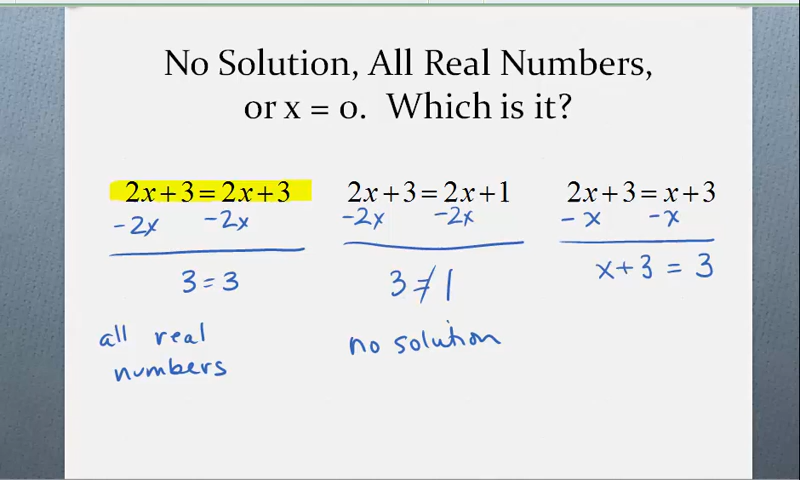 No Solution, All Real Numbers,
or x = 0. Which is it?
2x+3=2x+3
-2x -2x
3=3
all real
numbers
2x+3=2x+1
-2x -2x
3≠1
no solution
2x+3=x+3
-x -x
x+3 = 3